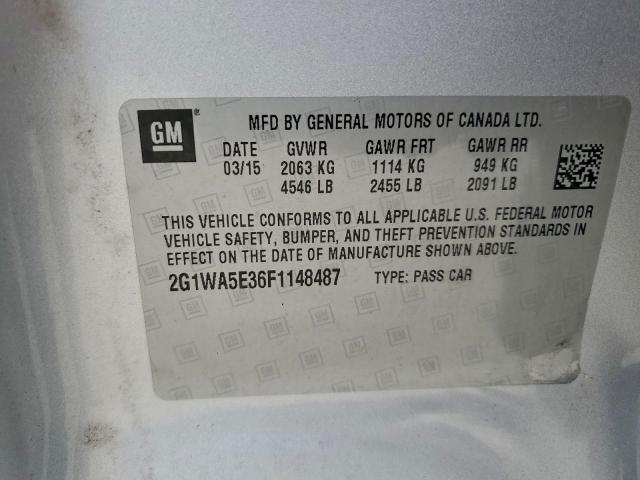 GM ® MFD BY GENERAL MOTORS OF CANADA LTD.
DATE GVWR GAWR FRT GAWR RR
03/15 2063 KG 1114 KG 949 KG
4546 LB 2455 LB 2091 LB
THIS VEHICLE CONFORMS TO ALL APPLICABLE U.S. FEDERAL MOTOR
VEHICLE SAFETY, BUMPER, AND THEFT PREVENTION STANDARDS IN
EFFECT ON THE DATE OF MANUFACTURE SHOWN ABOVE.
2G1WA5E36F1148487 TYPE: PASS CAR